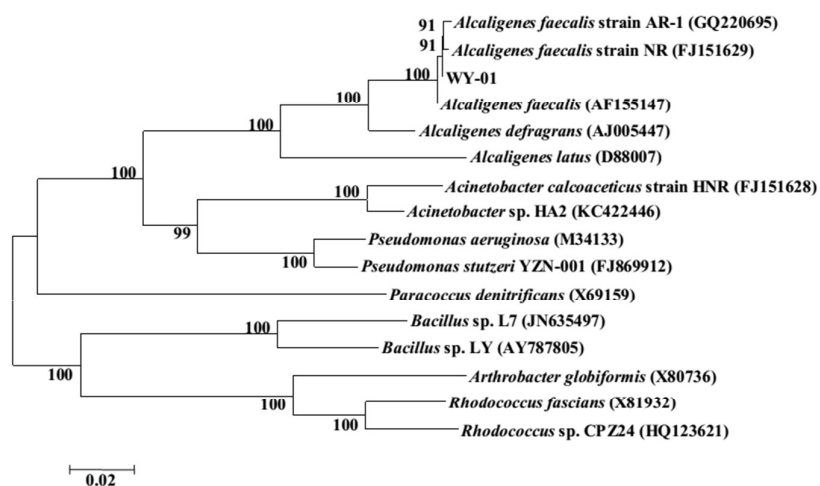 91
Alcaligenes faecalis strain AR-1 (GQ220695)
91
Alcaligenes faecalis strain NR (FJ151629)
100
WY-01
Alcaligenes faecalis (AF155147)
100
Alcaligenes defragrans (AJ005447)
100
Alcaligenes latus (D88007)
100
100
Acinetobacter calcoaceticus strain HNR (FJ151628)
Acinetobacter sp. HA2 (KC422446)
99
Pseudomonas aeruginosa (M34133)
100
Pseudomonas stutzeri YZN-001 (FJ869912)
Paracoccus denitrificans (X69159)
100
Bacillus sp. L7 (JN635497)
Bacillus sp. LY (AY787805)
100
Arthrobacter globiformis (X80736)
100
Rhodococcus fascians (X81932)
100
Rhodococcus sp. CPZ24 (HQ123621)
0.02